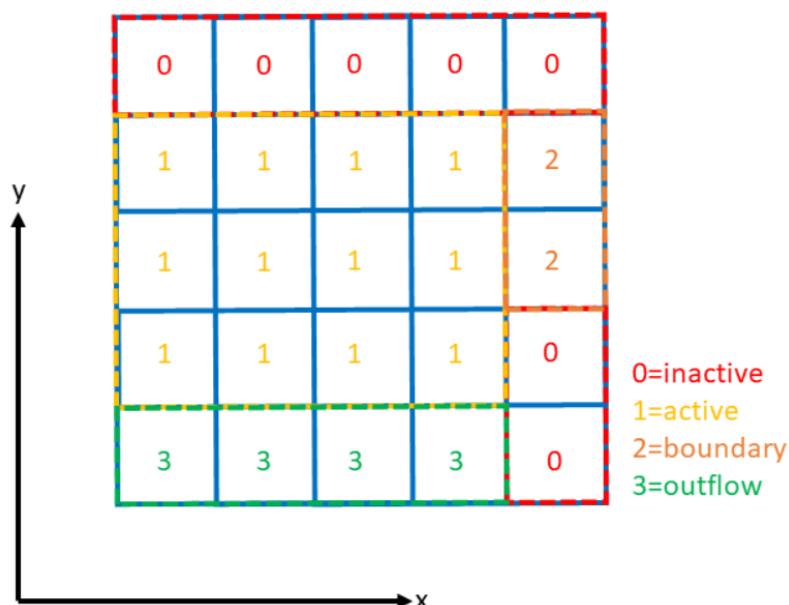 0 0 0 0 0
1 1 1 1 2
y
1 1 1 1 2
1 1 1 1 0
0=inactive
1=active
2=boundary
3 3 3 3 0
3=outflow
x